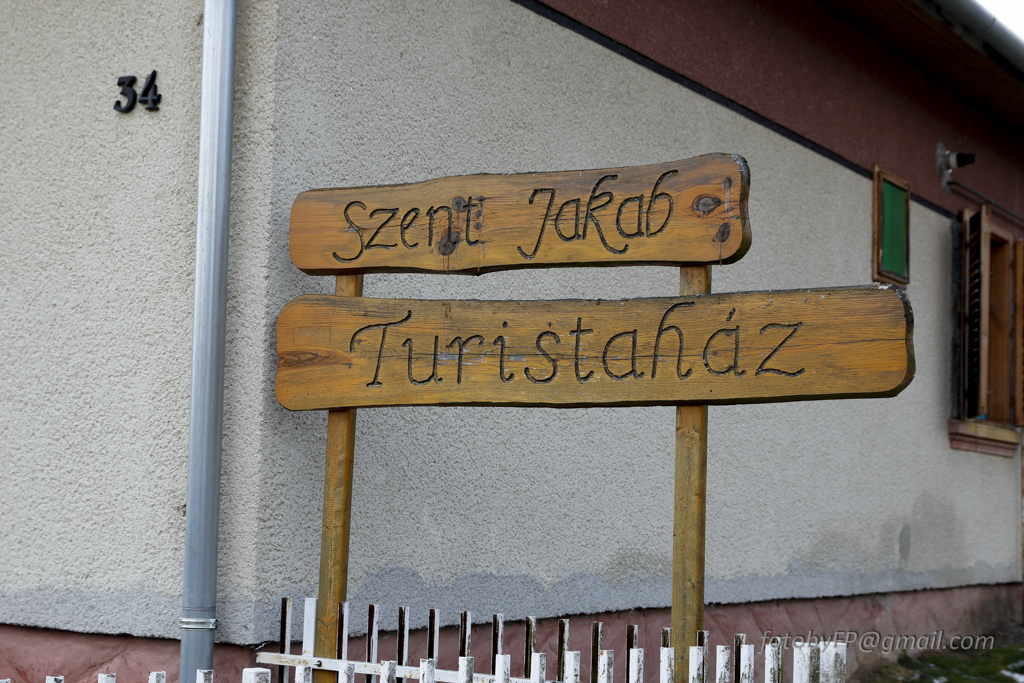 34
Szent Jakab
Turistaház
fotobyFP@gmail.com